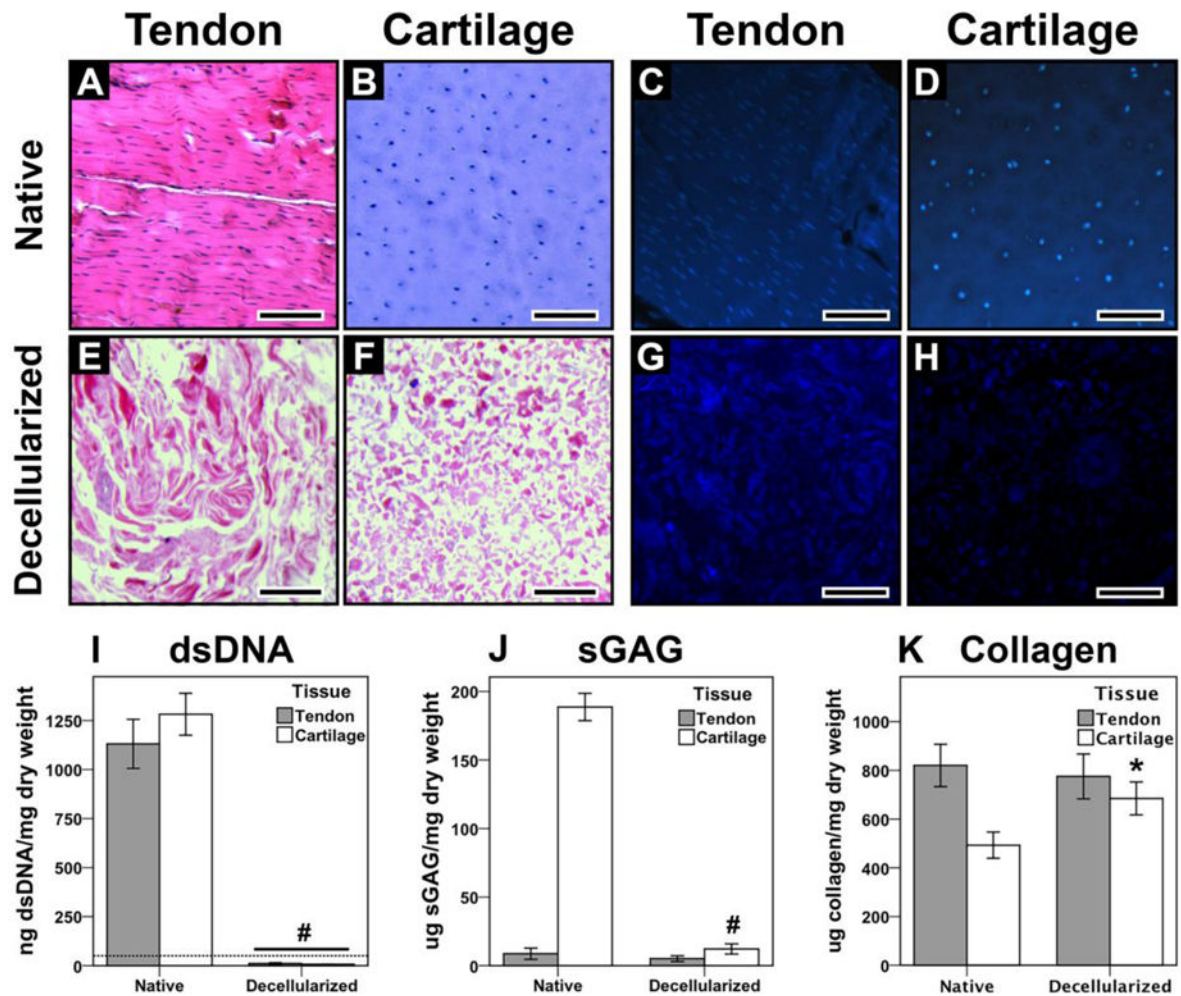 Tendon Cartilage Tendon Cartilage
Native
A B C D
Decellularized
E F G H
I dsDNA
ng dsDNA/mg dry weight
1250
1000
750
500
250
0
Tissue
Tendon
Cartilage
#
Native Decellularized
J sGAG
ug sGAG/mg dry weight
200
150
100
50
0
Tissue
Tendon
Cartilage
#
Native Decellularized
K Collagen
ug collagen/mg dry weight
1000
800
600
400
200
0
Tissue
Tendon
Cartilage
*
Native Decellularized